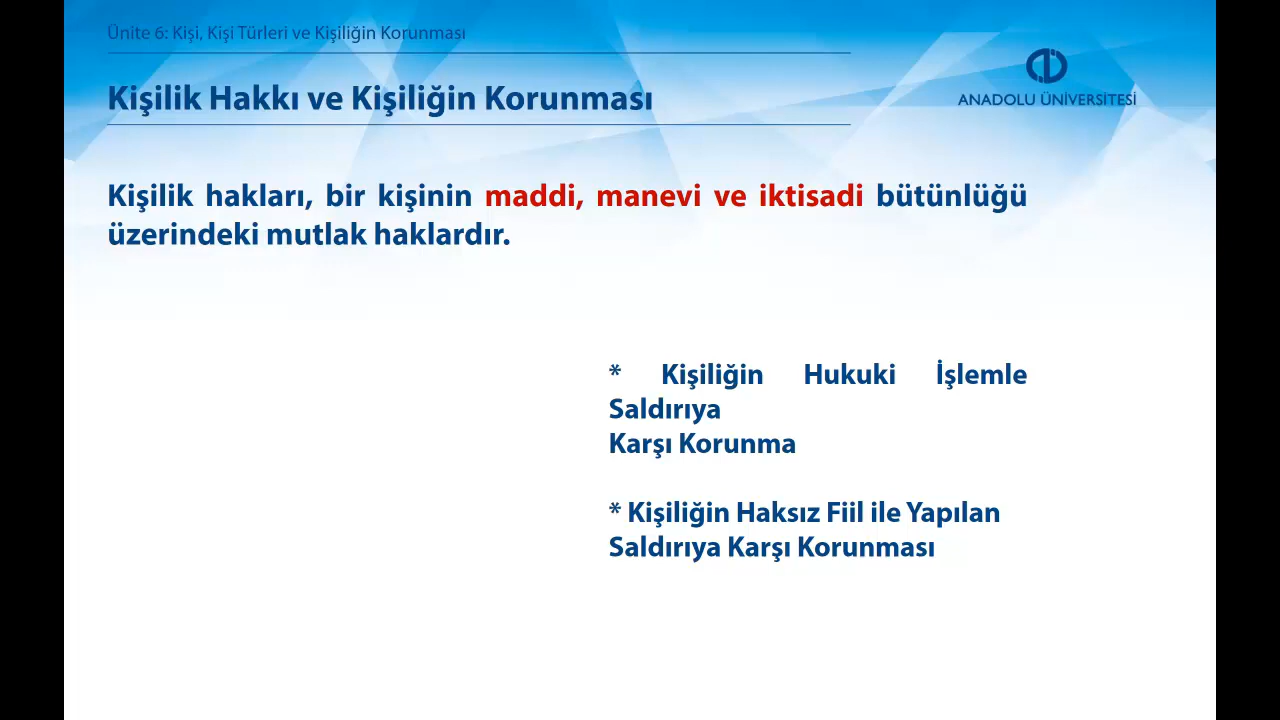 Ünite 6: Kişi, Kişi Türleri ve Kişiliğin Korunması
Kişilik Hakkı ve Kişiliğin Korunması
ANADOLU ÜNİVERSİTESİ
Kişilik hakları, bir kişinin maddi, manevi ve iktisadi bütünlüğü
üzerindeki mutlak haklardır.
* Kişiliğin Hukuki İşlemle
Saldırıya
Karşı Korunma
* Kişiliğin Haksız Fiil ile Yapılan
Saldırıya Karşı Korunması